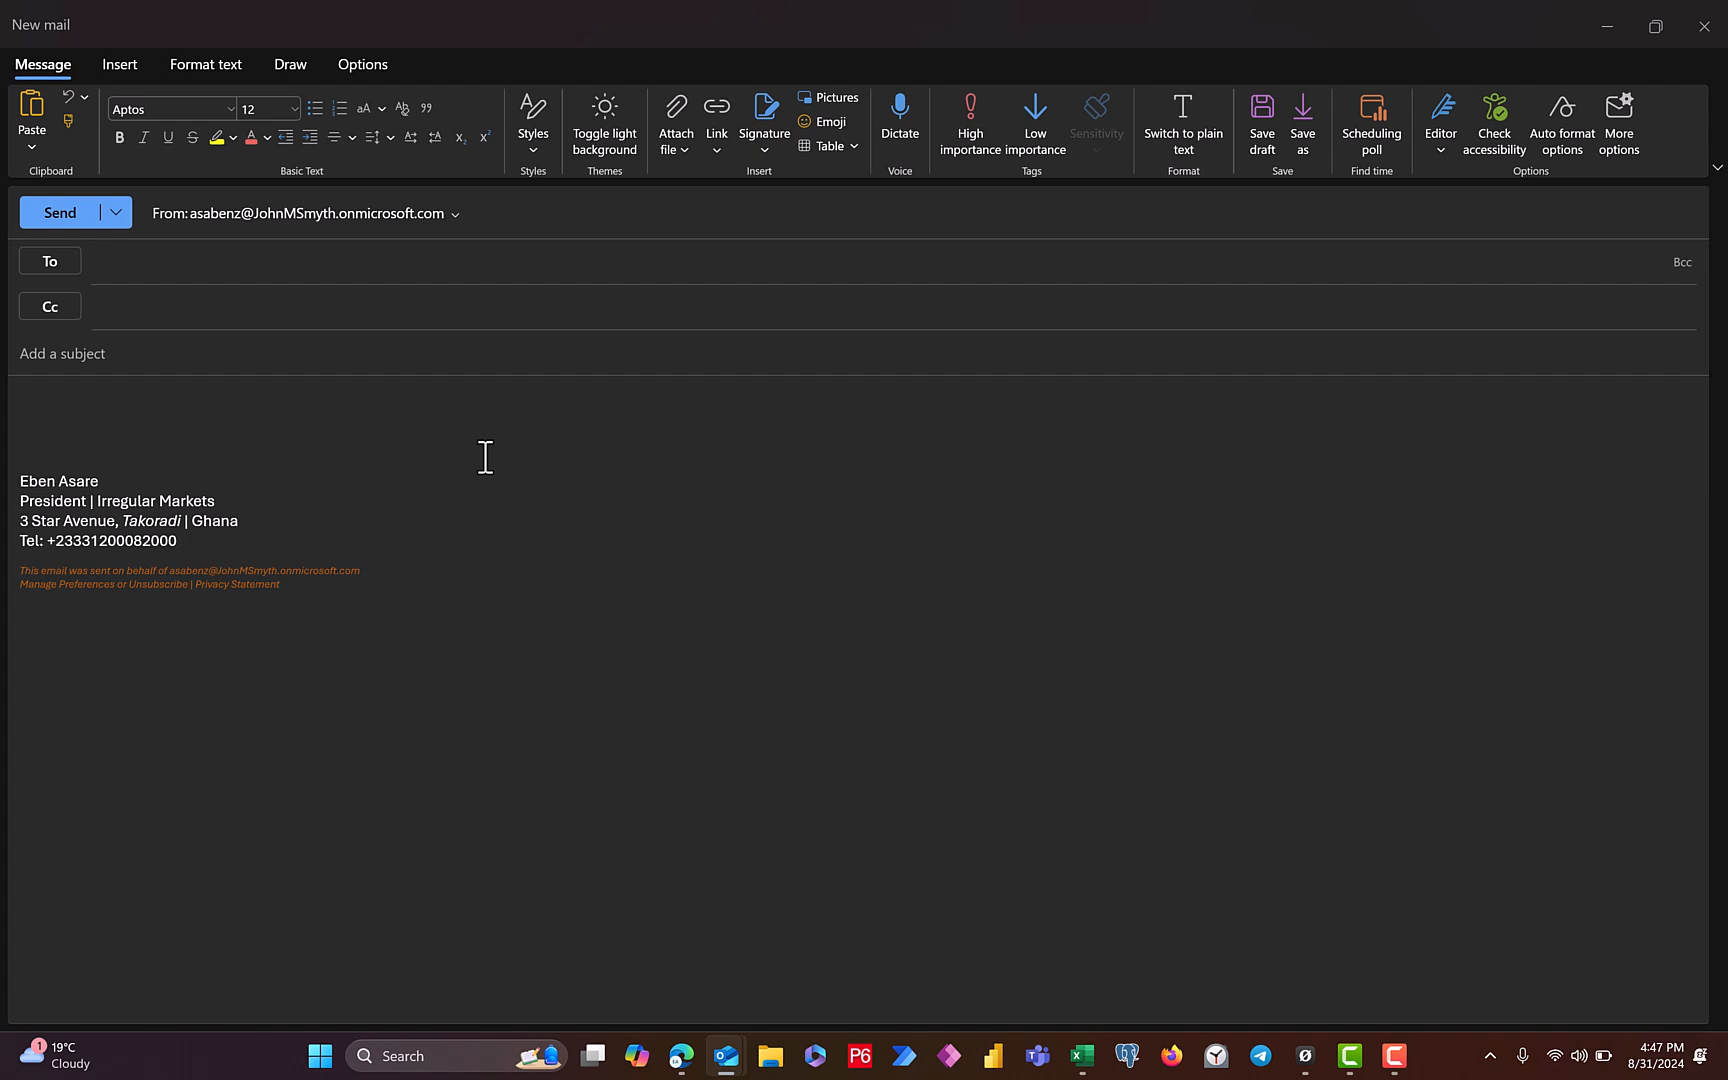 New mail
Message Insert Format text Draw Options
Paste
Clipboard
Aptos 12
Basic Text
Styles
Styles
Toggle light background
Themes
Attach file
Link
Signature
Pictures
Emoji
Table
Insert
Dictate
Voice
High importance
Low importance
Sensitivity
Tags
Switch to plain text
Format
Save draft
Save as
Save
Scheduling poll
Find time
Editor
Check accessibility
Auto format options
More options
Options
Send From: asabenz@JohnMSmyth.onmicrosoft.com
To Bcc
Cc
Add a subject
Eben Asare
President | Irregular Markets
3 Star Avenue, Takoradi | Ghana
Tel: +23331200082000
This email was sent on behalf of asabenz@JohnMSmyth.onmicrosoft.com
Manage Preferences or Unsubscribe | Privacy Statement
1
19°C
Cloudy
Search
P6
4:47 PM
8/31/2024